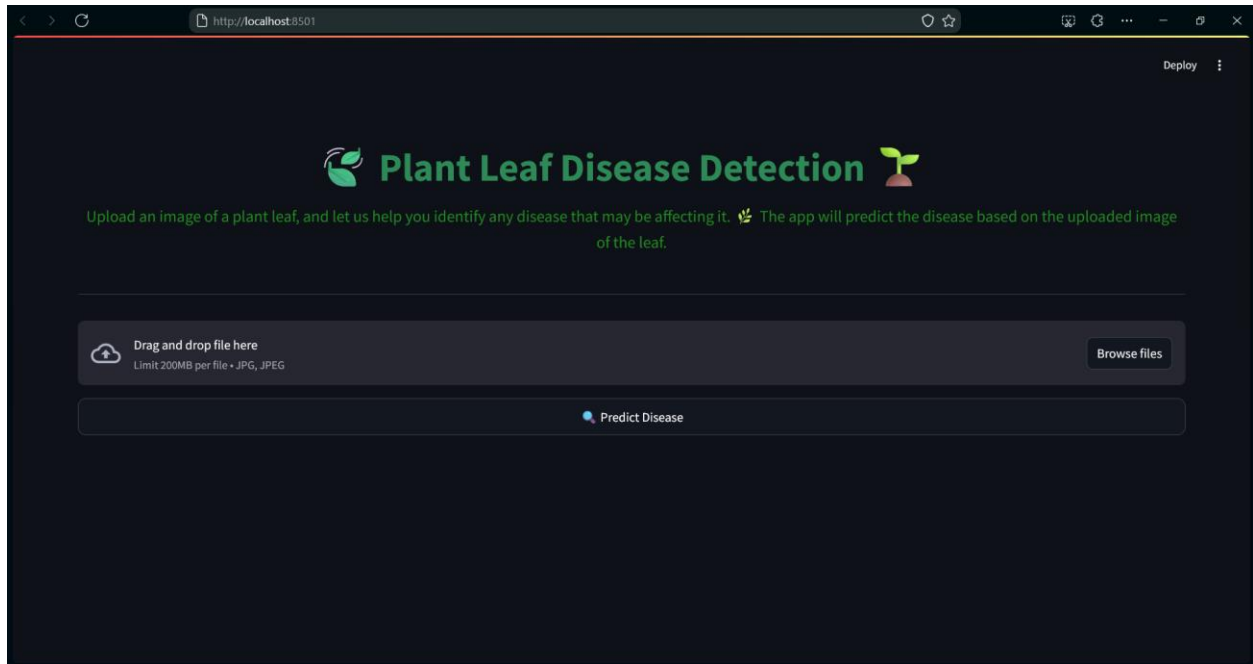 http://localhost:8501
Deploy
Plant Leaf Disease Detection
Upload an image of a plant leaf, and let us help you identify any disease that may be affecting it. 🌿 The app will predict the disease based on the uploaded image
of the leaf.
Drag and drop file here
Limit 200MB per file • JPG, JPEG
Browse files
Predict Disease